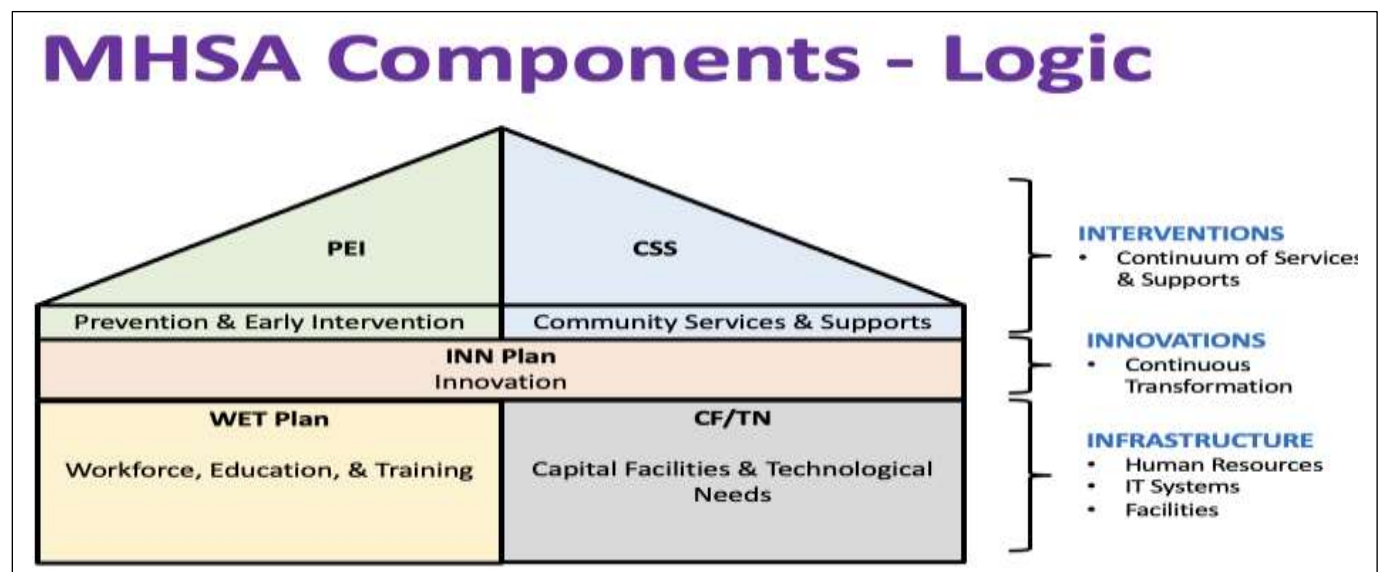 MHSA Components - Logic
PEI
CSS
Prevention & Early Intervention
Community Services & Supports
INN Plan
Innovation
WET Plan
Workforce, Education, & Training
CF/TN
Capital Facilities & Technological
Needs
INTERVENTIONS
• Continuum of Services
& Supports
INNOVATIONS
• Continuous
Transformation
INFRASTRUCTURE
• Human Resources
• IT Systems
• Facilities